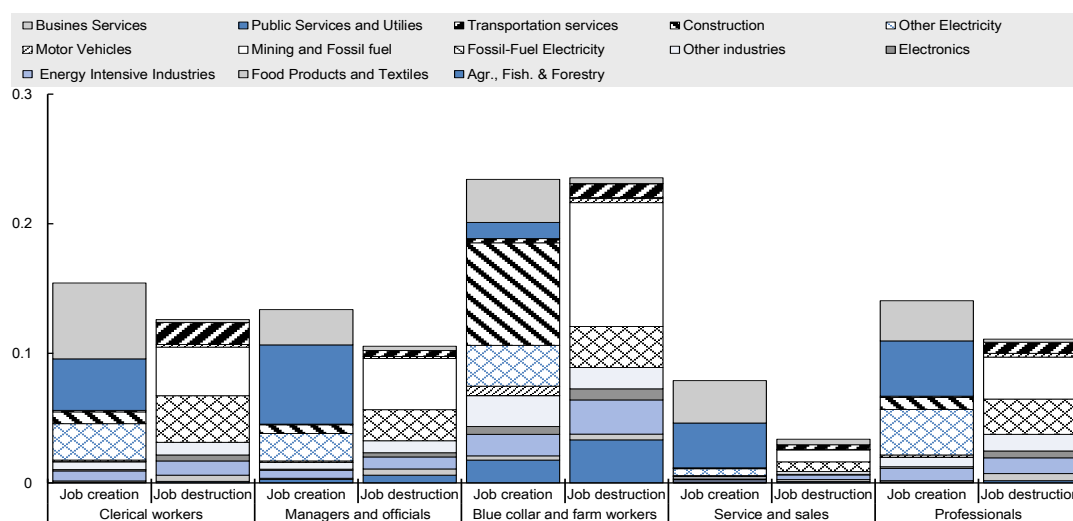 Busines Services Public Services and Utilies Transportation services Construction Other Electricity
Motor Vehicles Mining and Fossil fuel Fossil-Fuel Electricity Other industries Electronics
Energy Intensive Industries Food Products and Textiles Agr., Fish. & Forestry
0.3
0.2
0.1
0
Job creation Job destruction Job creation Job destruction Job creation Job destruction Job creation Job destruction Job creation Job destruction
Clerical workers Managers and officials Blue collar and farm workers Service and sales Professionals